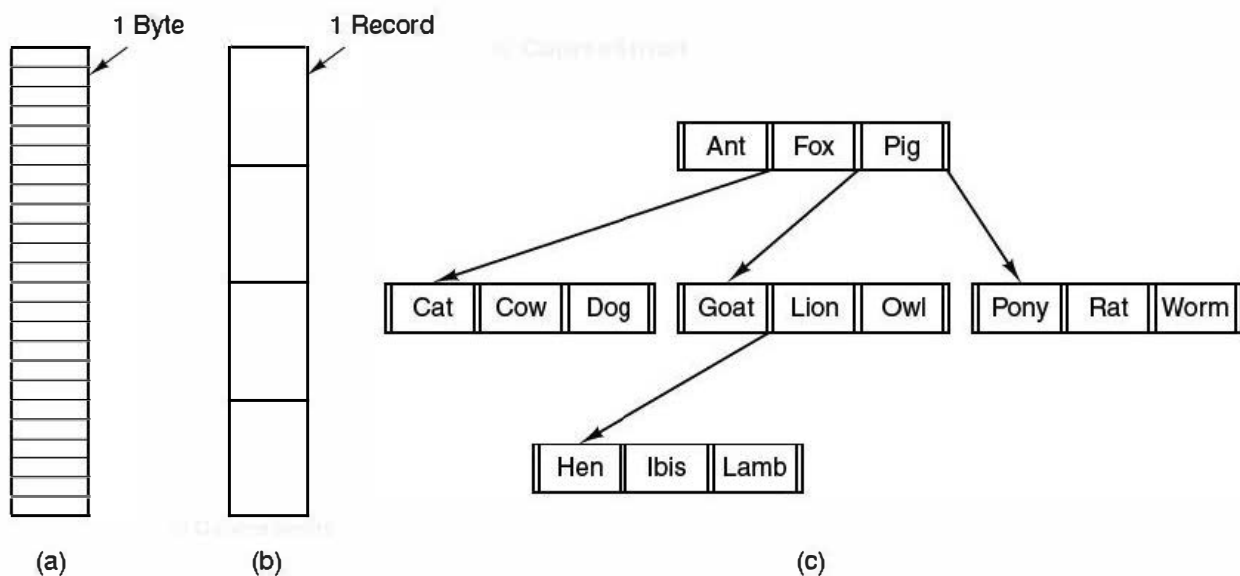 1 Byte
1 Record
Ant Fox Pig
Cat Cow Dog
Goat Lion Owl
Pony Rat Worm
Hen Ibis Lamb
(a)
(b)
(c)